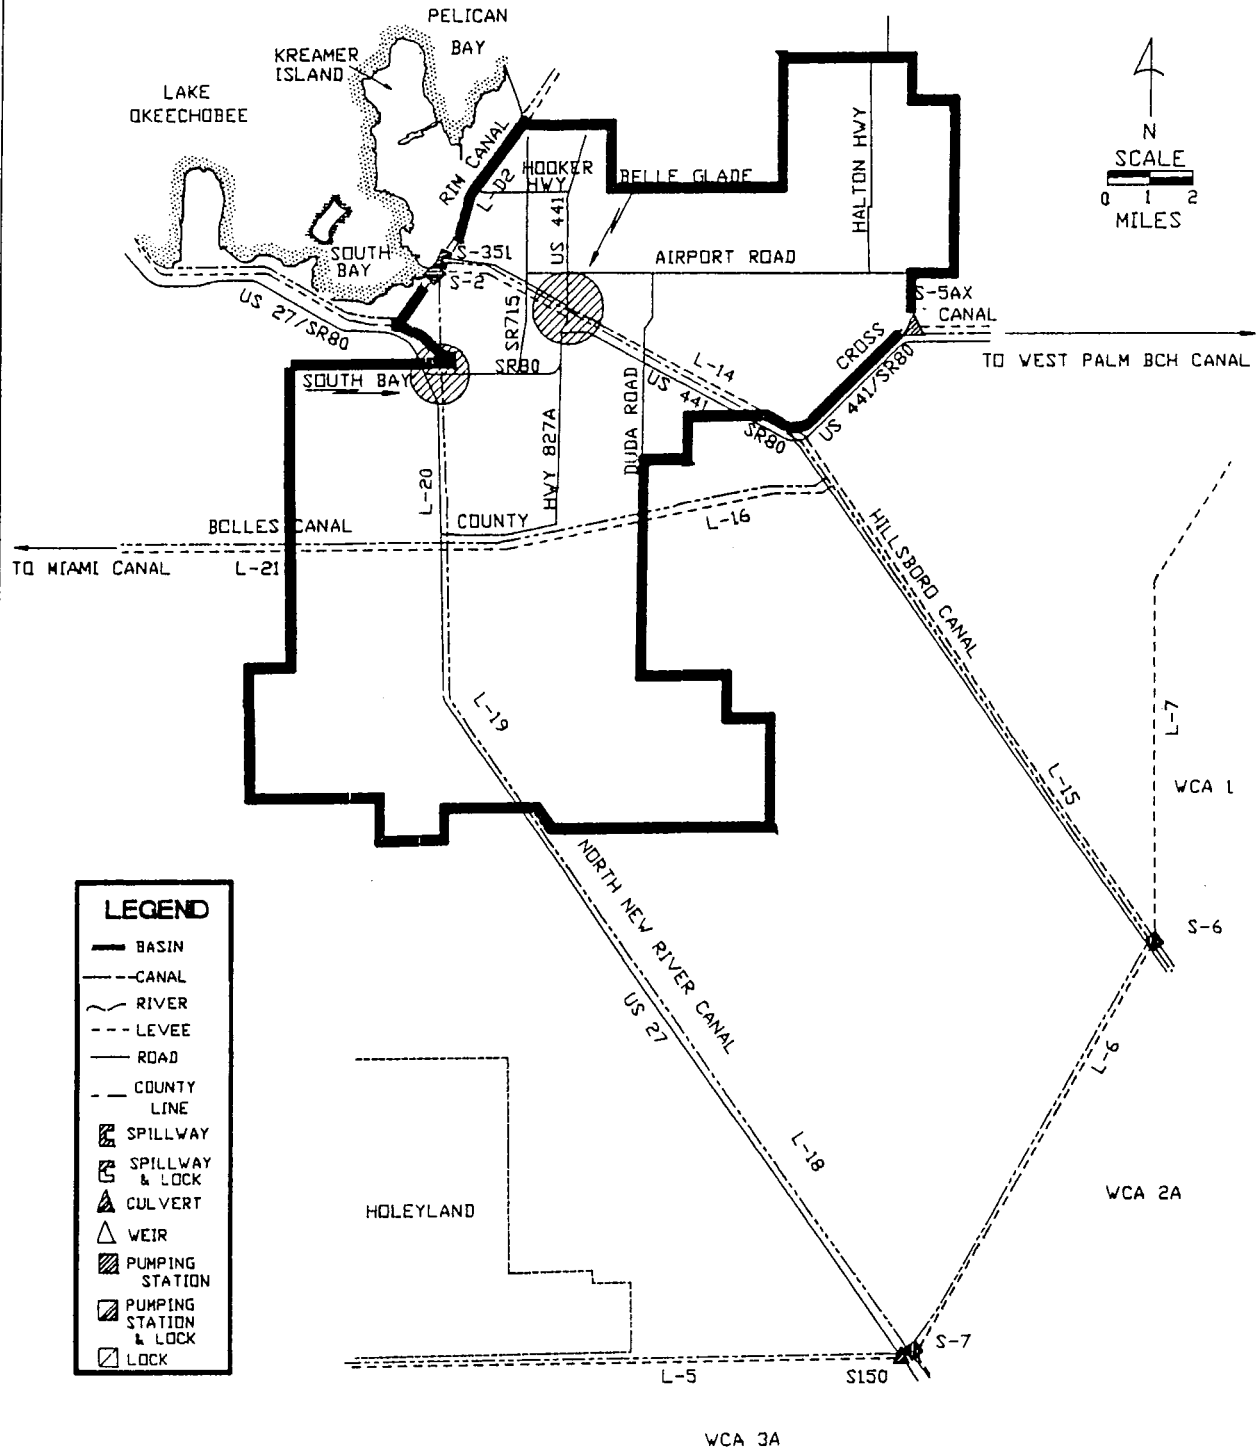 PELICAN
BAY
KREAMER
ISLAND
LAKE
OKEECHOBEE
N
SCALE
0 1 2
MILES
RIM CANAL
L-D2
HOOKER
HWY
BELLE GLADE
HALTON HWY
US 441
AIRPORT ROAD
SOUTH
BAY
S-351
S-2
US 27/SR80
SR715
S-5AX
CANAL
CROSS
US 441/SR80
TO WEST PALM BCH CANAL
SOUTH BAY
SR80
L-14
US 441
SR80
DUDA ROAD
HWY 827A
L-20
BOLLES CANAL
COUNTY
L-16
TO MIAMI CANAL
L-21
HILLSBORO CANAL
L-19
L-7
L-15
WCA 1
NORTH NEW RIVER CANAL
US 27
S-6
L-6
L-18
HOLEYLAND
WCA 2A
S-7
L-5
S150
WCA 3A
LEGEND
BASIN
CANAL
RIVER
LEVEE
ROAD
COUNTY
LINE
SPILLWAY
SPILLWAY
& LOCK
CULVERT
WEIR
PUMPING
STATION
PUMPING
STATION
& LOCK
LOCK